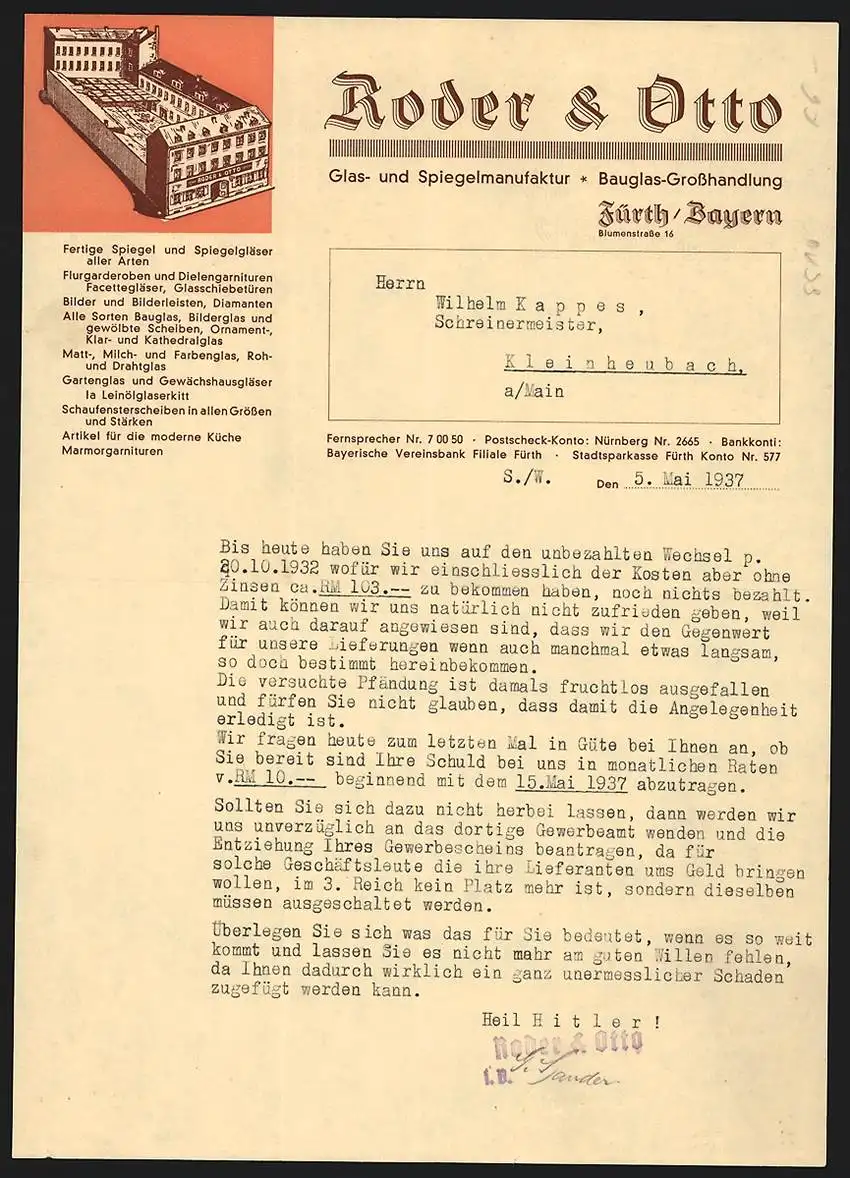 RODER & OTTO
Roder & Otto
Glas- und Spiegelmanufaktur * Bauglas-Großhandlung
Fürth / Bayern
Blumenstraße 16
Fertige Spiegel und Spiegelgläser
aller Arten
Flurgarderoben und Dielengarnituren
Facettegläser, Glasschiebetüren
Bilder und Bilderleisten, Diamanten
Alle Sorten Bauglas, Bilderglas und
gewölbte Scheiben, Ornament-,
Klar- und Kathedralglas
Matt-, Milch- und Farbenglas, Roh-
und Drahtglas
Gartenglas und Gewächshausgläser
Ia Leinölglaserkitt
Schaufensterscheiben in allen Größen
und Stärken
Artikel für die moderne Küche
Marmorgarnituren
Herrn
Wilhelm K a p p e s ,
Schreinermeister,
K l e i n h e u b a c h,
a/Main
Fernsprecher Nr. 7 00 50 · Postscheck-Konto: Nürnberg Nr. 2665 · Bankkonti:
Bayerische Vereinsbank Filiale Fürth · Stadtsparkasse Fürth Konto Nr. 577
S./W. Den 5. Mai 1937
Bis heute haben Sie uns auf den unbezahlten Wechsel p.
20.10.1932 wofür wir einschliesslich der Kosten aber ohne
Zinsen ca.RM 103.-- zu bekommen haben, noch nichts bezahlt.
Damit können wir uns natürlich nicht zufrieden geben, weil
wir auch darauf angewiesen sind, dass wir den Gegenwert
für unsere Lieferungen wenn auch manchmal etwas langsam,
so doch bestimmt hereinbekommen.
Die versuchte Pfändung ist damals fruchtlos ausgefallen
und fürfen Sie nicht glauben, dass damit die Angelegenheit
erledigt ist.
Wir fragen heute zum letzten Mal in Güte bei Ihnen an, ob
Sie bereit sind Ihre Schuld bei uns in monatlichen Raten
v.RM 10.-- beginnend mit dem 15.Mai 1937 abzutragen.
Sollten Sie sich dazu nicht herbei lassen, dann werden wir
uns unverzüglich an das dortige Gewerbeamt wenden und die
Entziehung Ihres Gewerbescheins beantragen, da für
solche Geschäftsleute die ihre Lieferanten ums Geld bringen
wollen, im 3. Reich kein Platz mehr ist, sondern dieselben
müssen ausgeschaltet werden.
Überlegen Sie sich was das für Sie bedeutet, wenn es so weit
kommt und lassen Sie es nicht mahr am guten Willen fehlen,
da Ihnen dadurch wirklich ein ganz unermesslicher Schaden
zugefügt werden kann.
Heil H i t l e r !
Roder & Otto
i.V. G. Sander